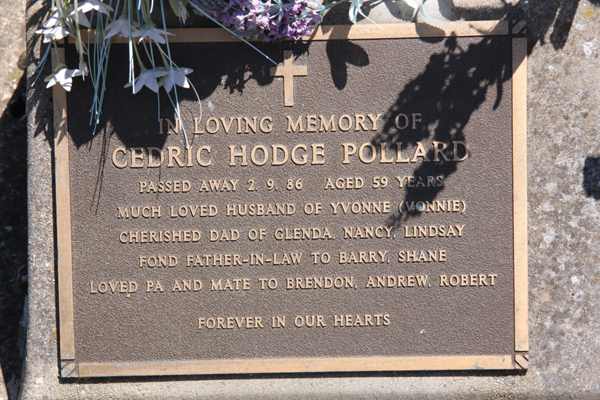 IN LOVING MEMORY OF
CEDRIC HODGE POLLARD
PASSED AWAY 2. 9. 86 AGED 59 YEARS
MUCH LOVED HUSBAND OF YVONNE (VONNIE)
CHERISHED DAD OF GLENDA, NANCY, LINDSAY
FOND FATHER-IN-LAW TO BARRY, SHANE
LOVED PA AND MATE TO BRENDON, ANDREW, ROBERT
FOREVER IN OUR HEARTS